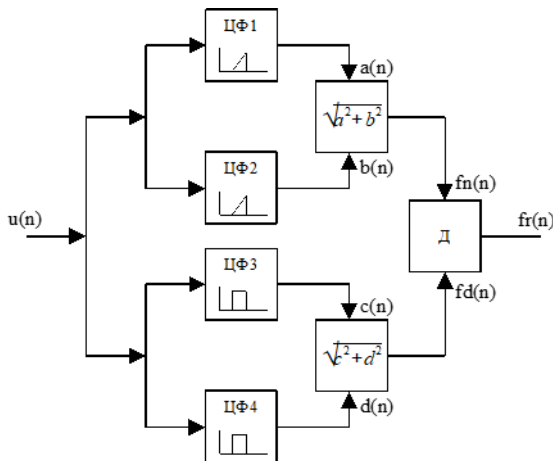 ЦФ1
a(n)
√a²+b²
ЦФ2
b(n)
fn(n)
u(n)
Д
fr(n)
ЦФ3
c(n)
fd(n)
√c²+d²
ЦФ4
d(n)